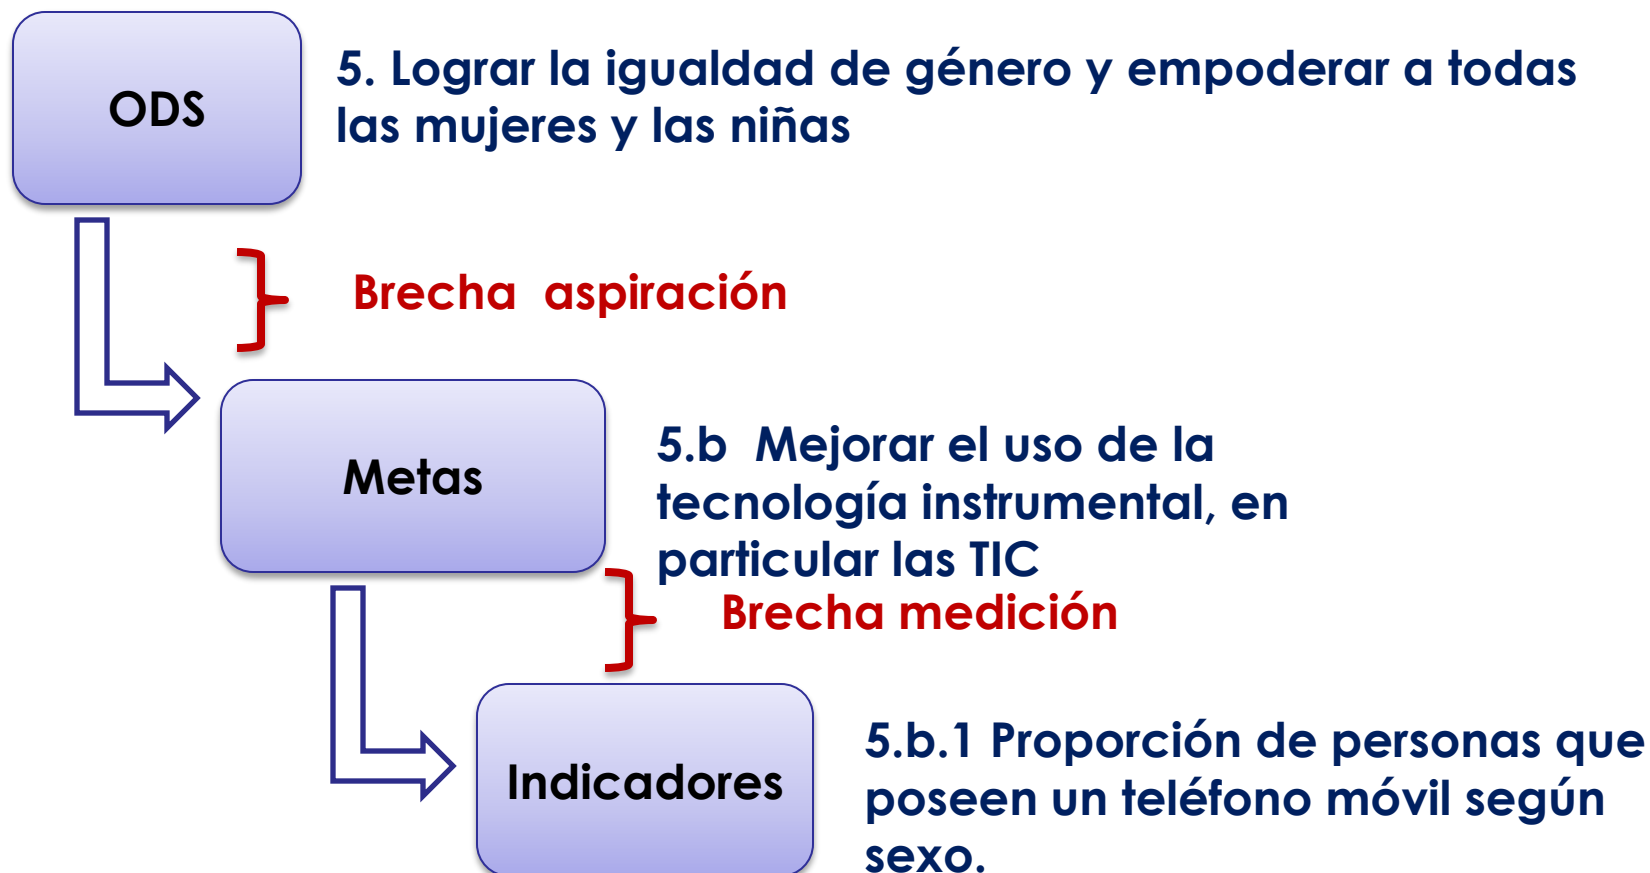 ODS
5. Lograr la igualdad de género y empoderar a todas
las mujeres y las niñas
Brecha aspiración
Metas
5.b Mejorar el uso de la
tecnología instrumental, en
particular las TIC
Brecha medición
Indicadores
5.b.1 Proporción de personas que
poseen un teléfono móvil según
sexo.